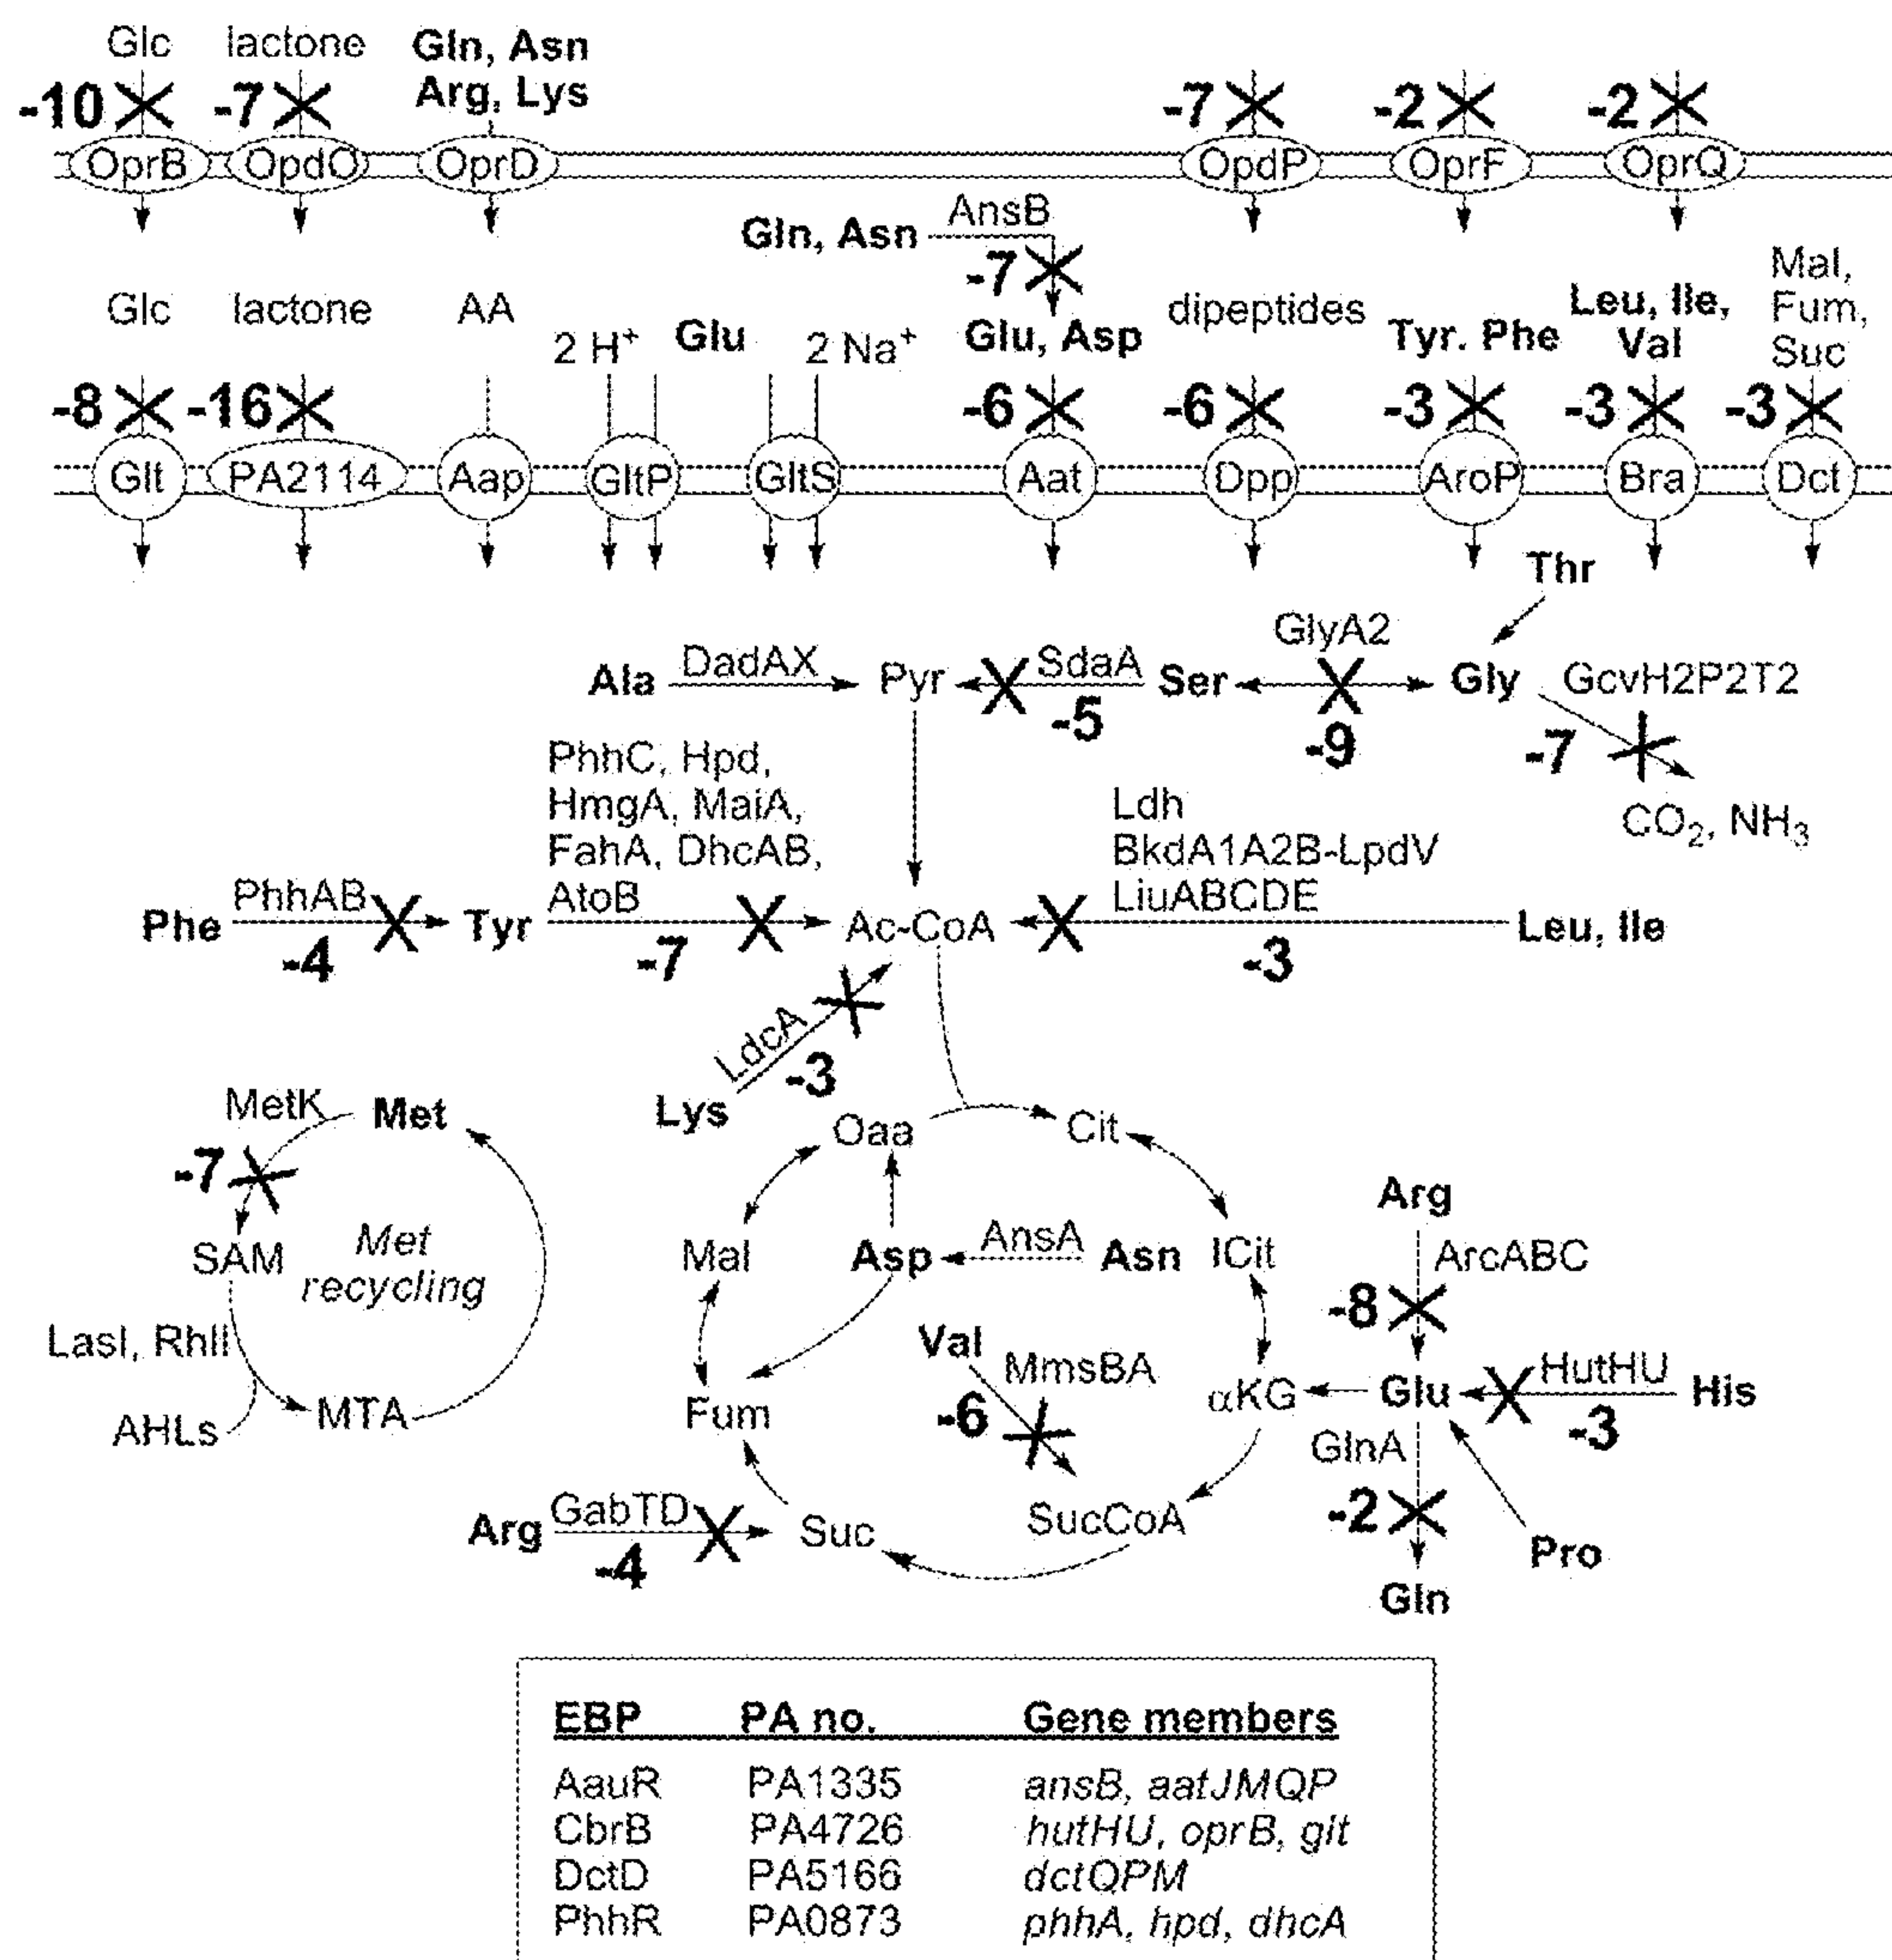 Glc lactone Gln, Asn
Arg, Lys
-10 -7 -7 -2 -2
OprB OpdO OprD OpdP OprF OprQ
Gln, Asn AnsB
-7
Glc lactone AA 2 H+ Glu 2 Na+ Glu, Asp dipeptides Tyr. Phe Leu, Ile, Val Mal, Fum, Suc
-8 -16 -6 -6 -3 -3 -3
Glt PA2114 Aap GltP GltS Aat Dpp AroP Bra Dct
Thr
GlyA2
Ala DadAX Pyr SdaA Ser Gly GcvH2P2T2
-5 -9 -7
CO2, NH3
PhhC, Hpd,
HmgA, MaiA,
FahA, DhcAB,
AtoB
Ldh
BkdA1A2B-LpdV
LiuABCDE
Phe PhhAB Tyr Ac-CoA Leu, Ile
-4 -7 -3
LdcA
-3
Lys
MetK Met
-7
SAM Met
recycling
LasI, RhlI
AHLs MTA
Oaa Cit
Mal Asp AnsA Asn ICit
Arg
ArcABC
-8
Val MmsBA
-6
Fum αKG Glu HutHU His
-3
GlnA
-2
Arg GabTD Suc SucCoA Pro
-4
Gln
EBP PA no. Gene members
AauR PA1335 ansB, aatJMQP
CbrB PA4726 hutHU, oprB, glt
DctD PA5166 dctQPM
PhhR PA0873 phhA, hpd, dhcA